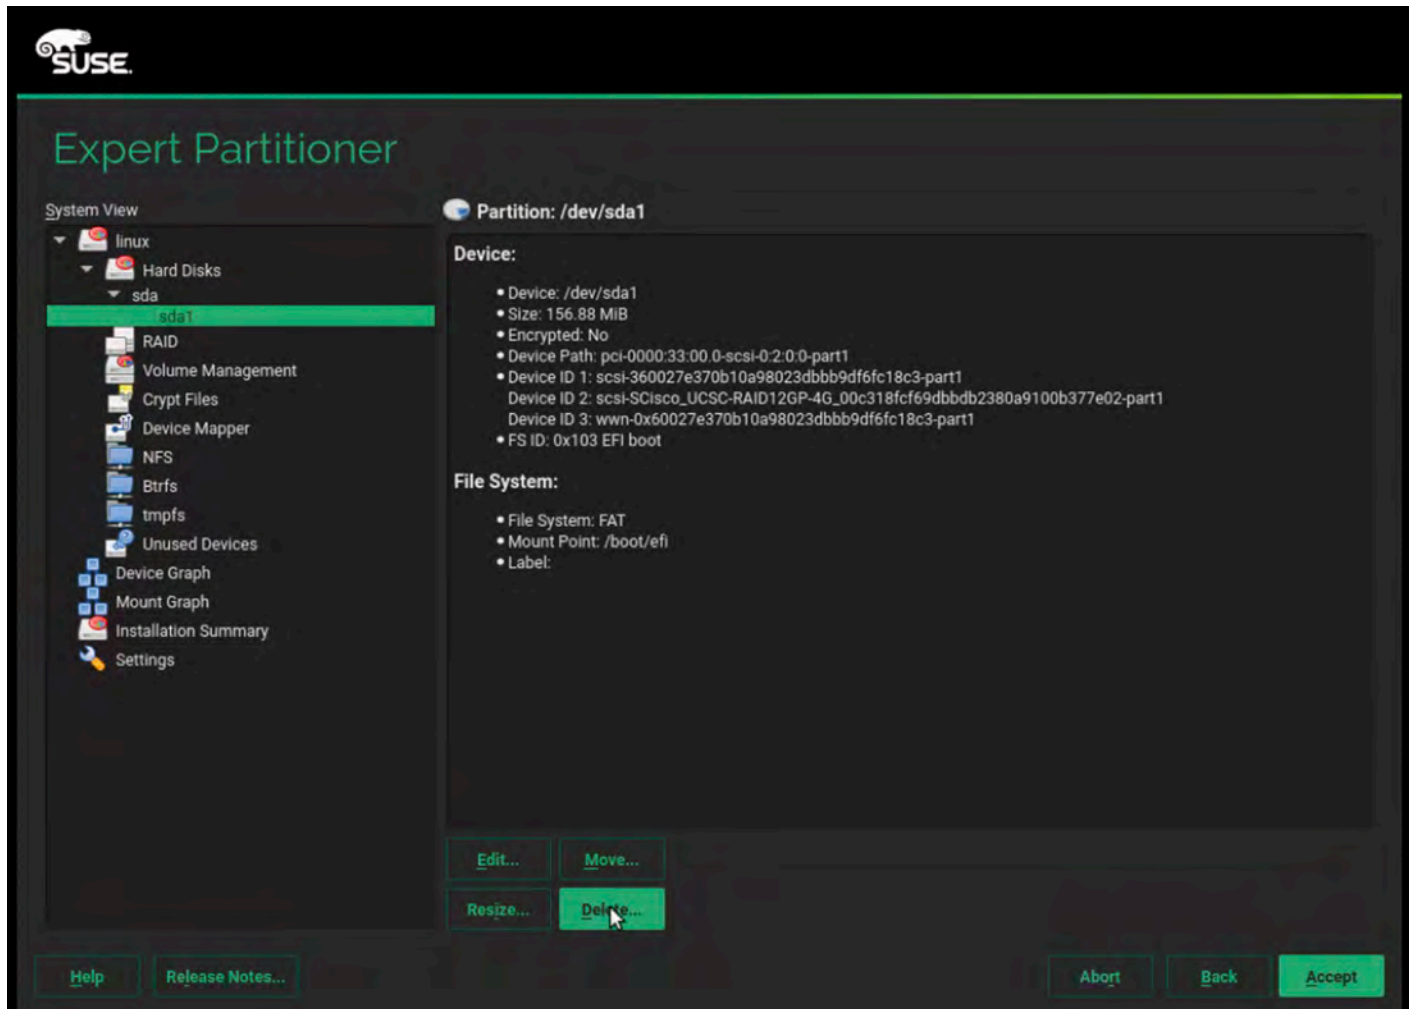 SUSE.
Expert Partitioner
System View
linux
Hard Disks
sda
sda1
RAID
Volume Management
Crypt Files
Device Mapper
NFS
Btrfs
tmpfs
Unused Devices
Device Graph
Mount Graph
Installation Summary
Settings
Partition: /dev/sda1
Device:
• Device: /dev/sda1
• Size: 156.88 MiB
• Encrypted: No
• Device Path: pci-0000:33:00.0-scsi-0:2:0:0-part1
• Device ID 1: scsi-360027e370b10a98023dbbb9df6fc18c3-part1
Device ID 2: scsi-SCisco_UCSC-RAID12GP-4G_00c318fcf69dbbdb2380a9100b377e02-part1
Device ID 3: wwn-0x60027e370b10a98023dbbb9df6fc18c3-part1
• FS ID: 0x103 EFI boot
File System:
• File System: FAT
• Mount Point: /boot/efi
• Label:
Edit...
Move...
Resize...
Delete...
Help
Release Notes...
Abort
Back
Accept